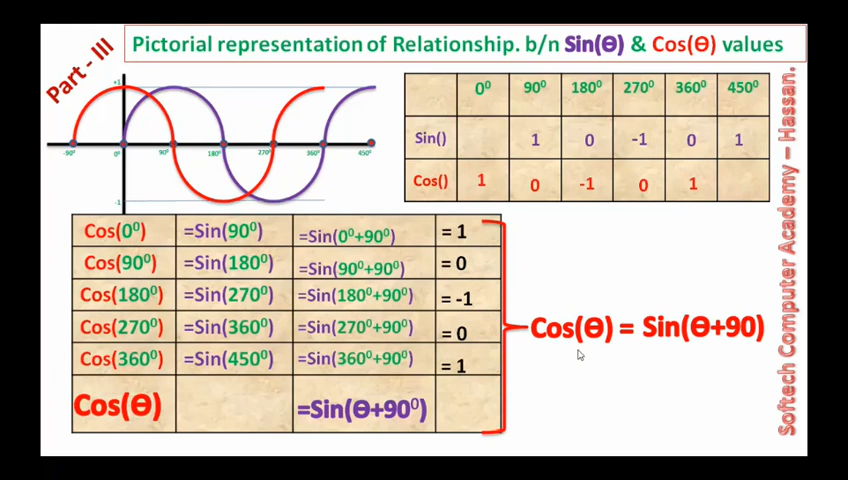 Part - III
Pictorial representation of Relationship. b/n Sin(Ɵ) & Cos(Ɵ) values
+1
-90⁰ 0⁰ 90⁰ 180⁰ 270⁰ 360⁰ 450⁰
-1
0⁰ 90⁰ 180⁰ 270⁰ 360⁰ 450⁰
Sin() 1 0 -1 0 1
Cos() 1 0 -1 0 1
Cos(0⁰) =Sin(90⁰) =Sin(0⁰+90⁰) = 1
Cos(90⁰) =Sin(180⁰) =Sin(90⁰+90⁰) = 0
Cos(180⁰) =Sin(270⁰) =Sin(180⁰+90⁰) = -1
Cos(270⁰) =Sin(360⁰) =Sin(270⁰+90⁰) = 0
Cos(360⁰) =Sin(450⁰) =Sin(360⁰+90⁰) = 1
Cos(Ɵ) =Sin(Ɵ+90⁰)
Cos(Ɵ) = Sin(Ɵ+90)
Softech Computer Academy – Hassan.